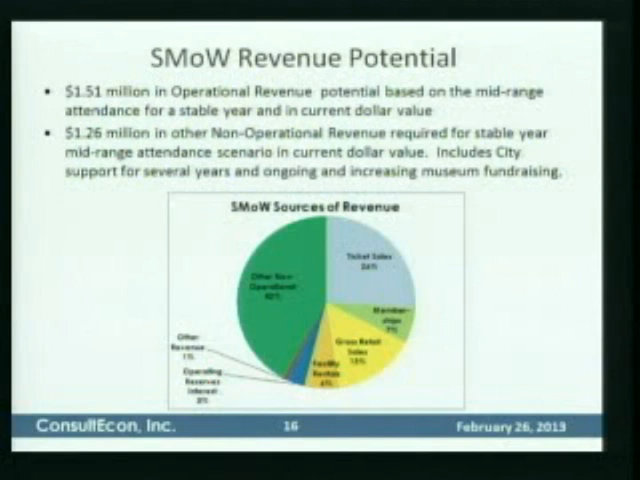 SMoW Revenue Potential
• $1.51 million in Operational Revenue potential based on the mid-range
attendance for a stable year and in current dollar value
• $1.26 million in other Non-Operational Revenue required for stable year
mid-range attendance scenario in current dollar value. Includes City
support for several years and ongoing and increasing museum fundraising.
SMoW Sources of Revenue
Ticket Sales
Other Non-
Operational
Member-
ships
7%
Gross Retail
Sales
Facility
Rentals
Other
Revenue
1%
Operating
Reserves
Interest
ConsultEcon, Inc.
16
February 26, 2013